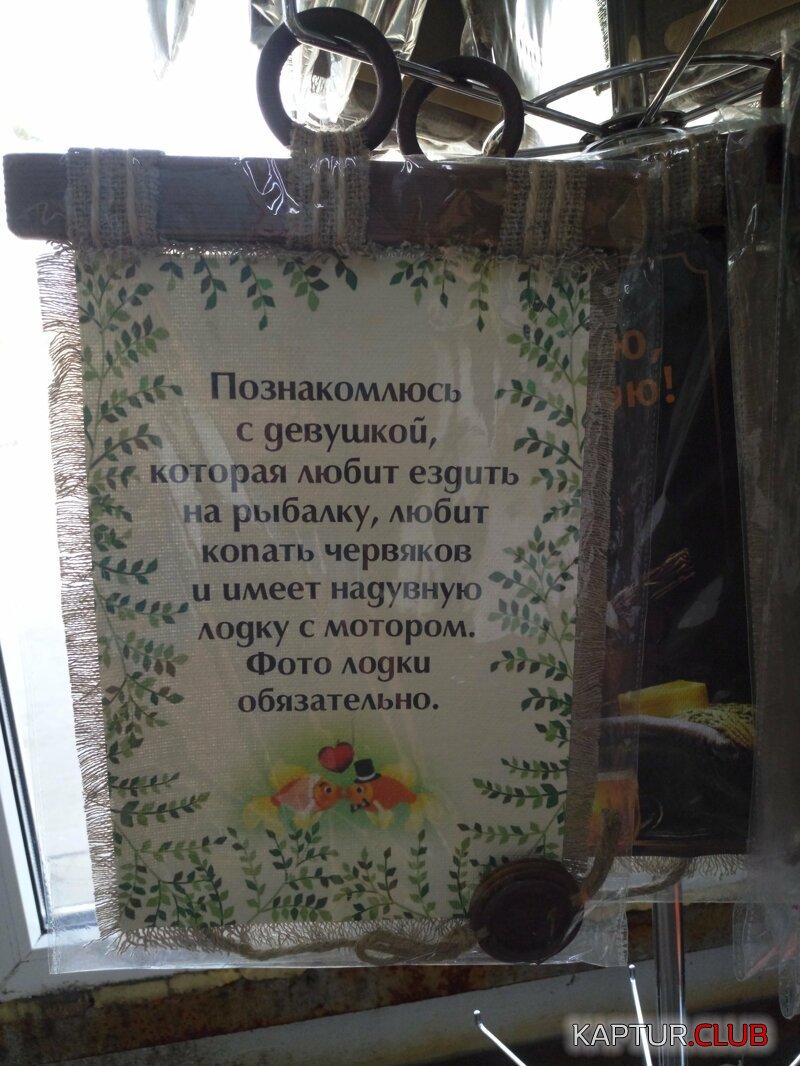 Познакомлюсь
с девушкой,
которая любит ездить
на рыбалку, любит
копать червяков
и имеет надувную
лодку с мотором.
Фото лодки
обязательно.
KAPTUR.CLUB